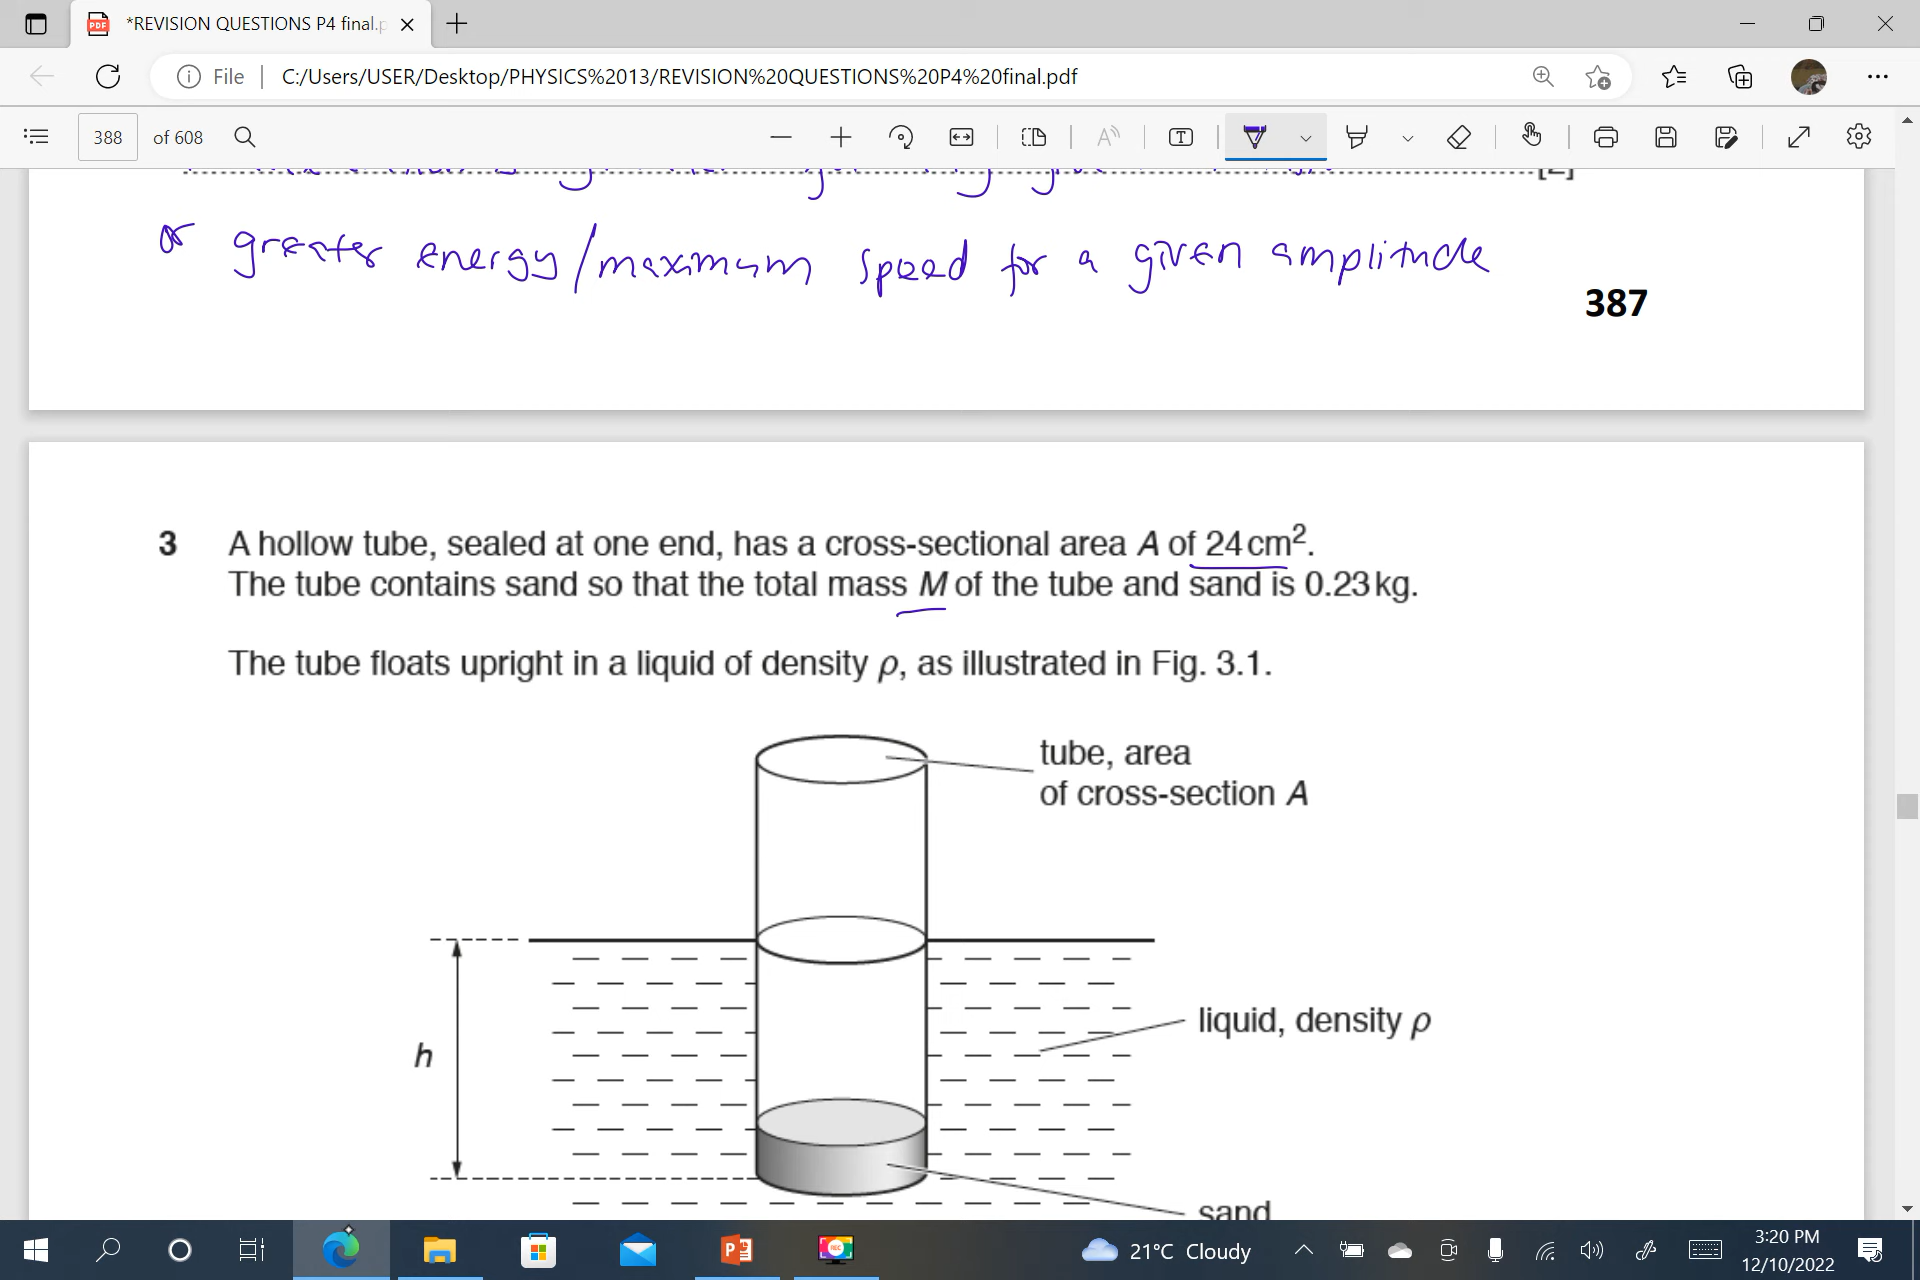 *REVISION QUESTIONS P4 final.p
File
C:/Users/USER/Desktop/PHYSICS%2013/REVISION%20QUESTIONS%20P4%20final.pdf
388 of 608
or greater energy/maximum speed for a given amplitude
387
3 A hollow tube, sealed at one end, has a cross-sectional area A of 24 cm².
The tube contains sand so that the total mass M of the tube and sand is 0.23 kg.
The tube floats upright in a liquid of density ρ, as illustrated in Fig. 3.1.
tube, area
of cross-section A
liquid, density ρ
h
sand
21°C Cloudy
3:20 PM
12/10/2022